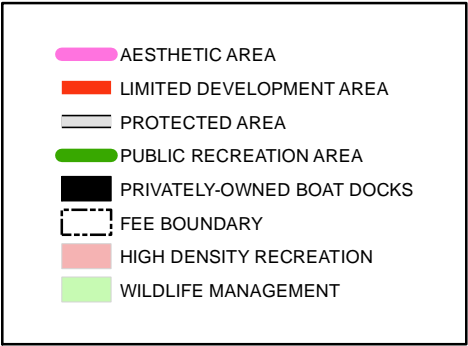 AESTHETIC AREA
LIMITED DEVELOPMENT AREA
PROTECTED AREA
PUBLIC RECREATION AREA
PRIVATELY-OWNED BOAT DOCKS
FEE BOUNDARY
HIGH DENSITY RECREATION
WILDLIFE MANAGEMENT